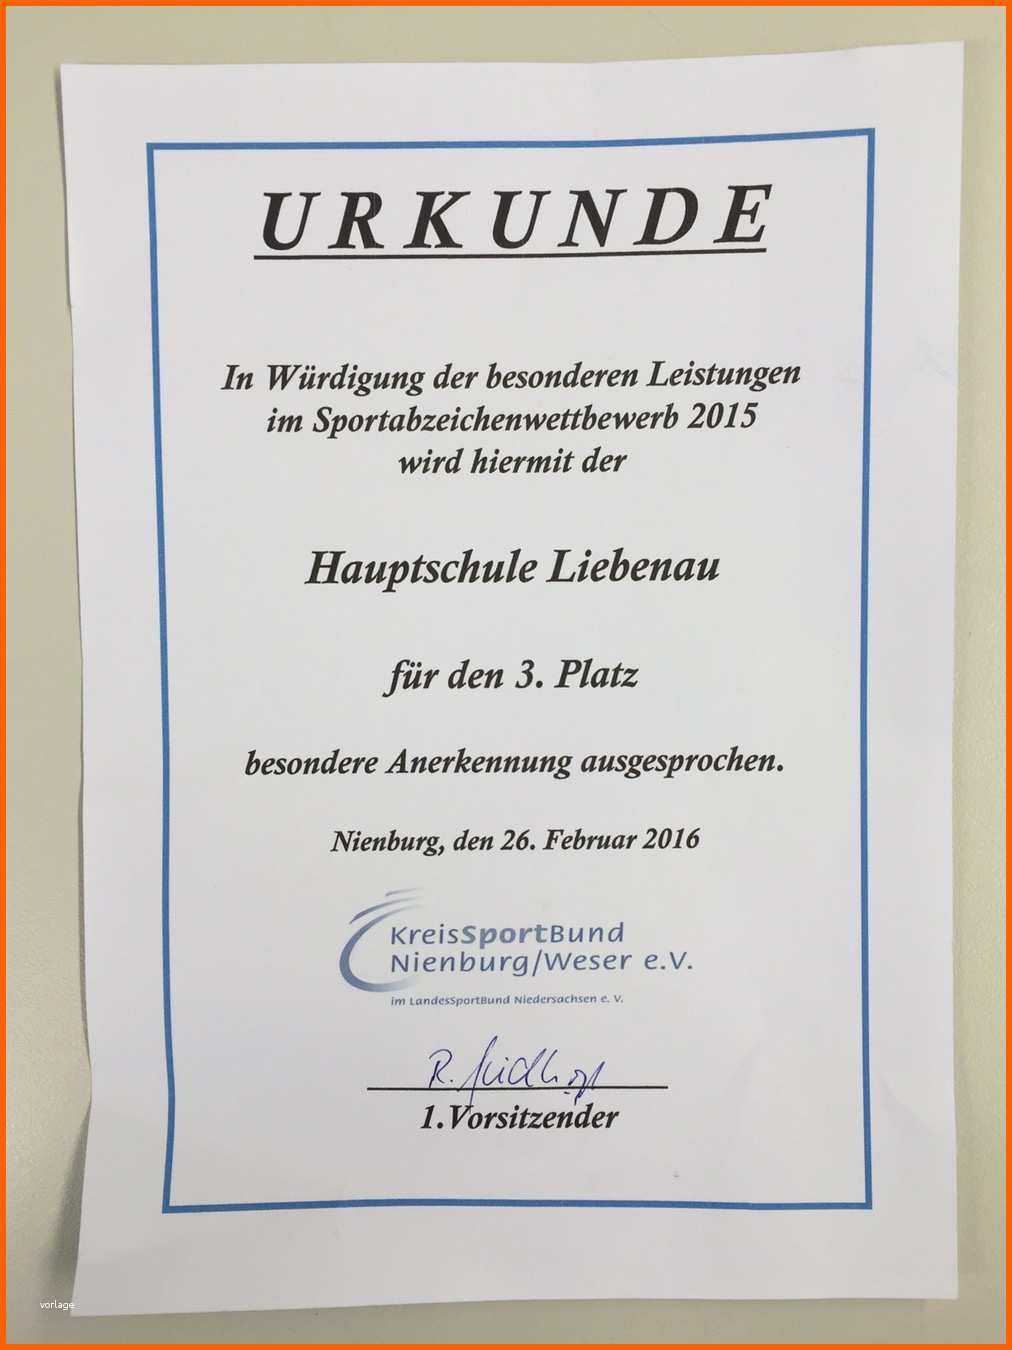 URKUNDE
In Würdigung der besonderen Leistungen
im Sportabzeichenwettbewerb 2015
wird hiermit der
Hauptschule Liebenau
für den 3. Platz
besondere Anerkennung ausgesprochen.
Nienburg, den 26. Februar 2016
KreisSportBund
Nienburg/Weser e.V.
im LandesSportBund Niedersachsen e. V.
R.
1.Vorsitzender
vorlage